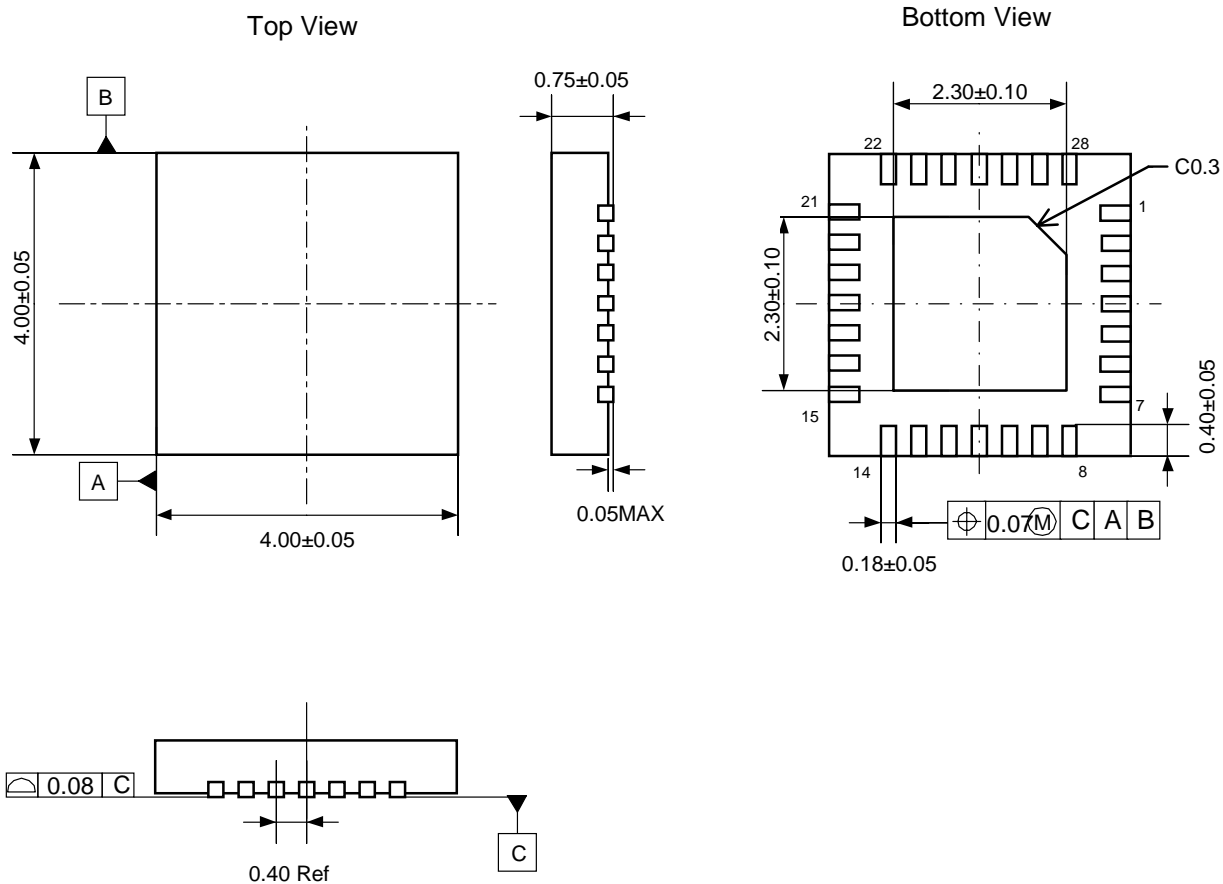 Top View
Bottom View
B
0.75±0.05
2.30±0.10
22
28
C0.3
21
1
4.00±0.05
2.30±0.10
15
7
0.40±0.05
A
14
8
0.05MAX
0.07Ⓜ C A B
4.00±0.05
0.18±0.05
0.08 C
C
0.40 Ref